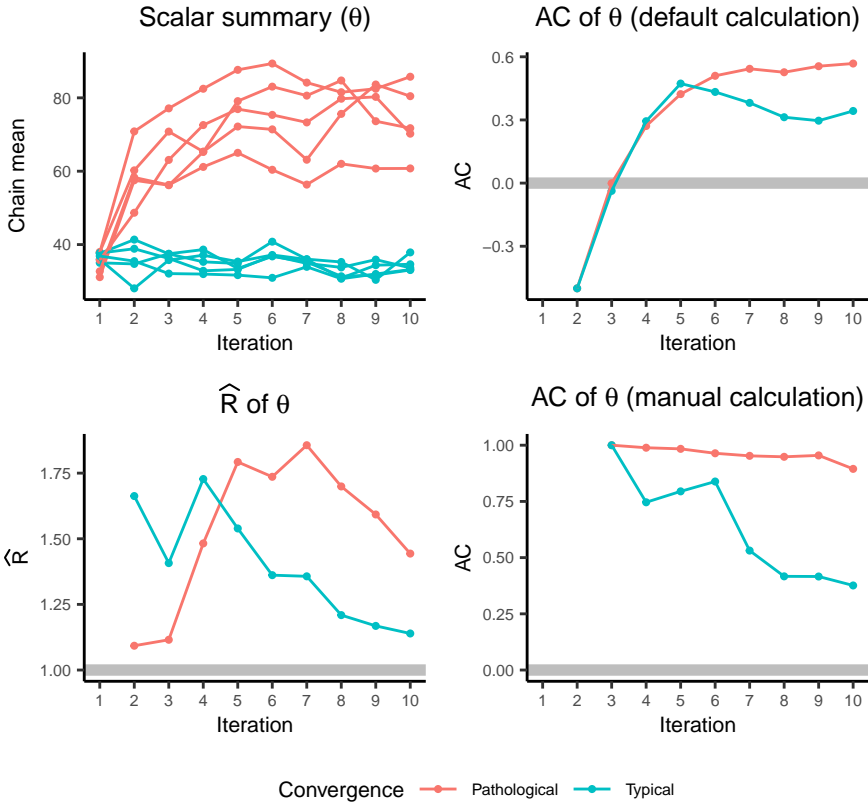 Scalar summary (θ)
Chain mean
80
60
40
1 2 3 4 5 6 7 8 9 10
Iteration
AC of θ (default calculation)
AC
0.6
0.3
0.0
−0.3
1 2 3 4 5 6 7 8 9 10
Iteration
R̂ of θ
R̂
1.75
1.50
1.25
1.00
1 2 3 4 5 6 7 8 9 10
Iteration
AC of θ (manual calculation)
AC
1.00
0.75
0.50
0.25
0.00
1 2 3 4 5 6 7 8 9 10
Iteration
Convergence Pathological Typical